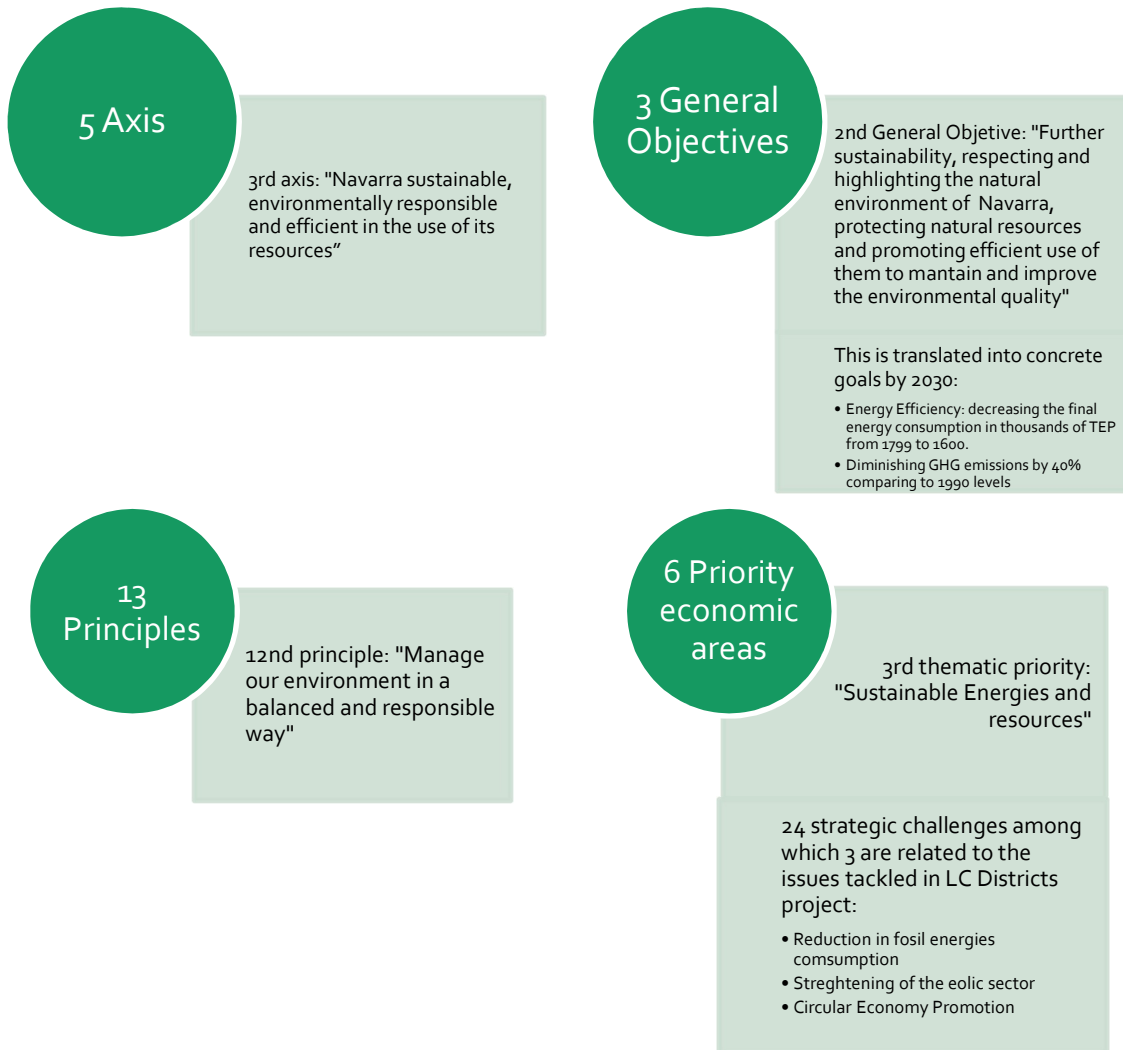 5 Axis
3rd axis: "Navarra sustainable,
environmentally responsible
and efficient in the use of its
resources”
3 General
Objectives
2nd General Objetive: "Further
sustainability, respecting and
highlighting the natural
environment of Navarra,
protecting natural resources
and promoting efficient use of
them to mantain and improve
the environmental quality"
This is translated into concrete
goals by 2030:
• Energy Efficiency: decreasing the final
energy consumption in thousands of TEP
from 1799 to 1600.
• Diminishing GHG emissions by 40%
comparing to 1990 levels
13
Principles
12nd principle: "Manage
our environment in a
balanced and responsible
way"
6 Priority
economic
areas
3rd thematic priority:
"Sustainable Energies and
resources"
24 strategic challenges among
which 3 are related to the
issues tackled in LC Districts
project:
• Reduction in fosil energies
comsumption
• Streghtening of the eolic sector
• Circular Economy Promotion